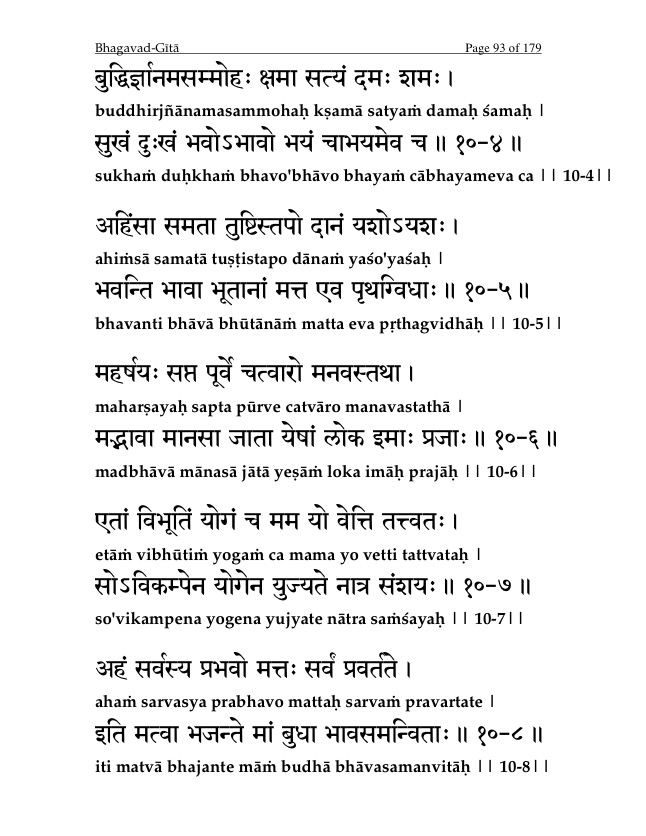 Bhagavad-Gītā Page 93 of 179
बुद्धिर्ज्ञानमसम्मोहः क्षमा सत्यं दमः शमः।
buddhirjñānamasammohaḥ kṣamā satyaṁ damaḥ śamaḥ |
सुखं दुःखं भवोऽभावो भयं चाभयमेव च॥ १०-४॥
sukhaṁ duḥkhaṁ bhavo'bhāvo bhayaṁ cābhayameva ca || 10-4||
अहिंसा समता तुष्टिस्तपो दानं यशोऽयशः।
ahiṁsā samatā tuṣṭistapo dānaṁ yaśo'yaśaḥ |
भवन्ति भावा भूतानां मत्त एव पृथग्विधाः॥ १०-५॥
bhavanti bhāvā bhūtānāṁ matta eva pṛthagvidhāḥ || 10-5||
महर्षयः सप्त पूर्वे चत्वारो मनवस्तथा।
maharṣayaḥ sapta pūrve catvāro manavastathā |
मद्भावा मानसा जाता येषां लोक इमाः प्रजाः॥ १०-६॥
madbhāvā mānasā jātā yeṣāṁ loka imāḥ prajāḥ || 10-6||
एतां विभूतिं योगं च मम यो वेत्ति तत्त्वतः।
etāṁ vibhūtiṁ yogaṁ ca mama yo vetti tattvataḥ |
सोऽविकम्पेन योगेन युज्यते नात्र संशयः॥ १०-७॥
so'vikampena yogena yujyate nātra saṁśayaḥ || 10-7||
अहं सर्वस्य प्रभवो मत्तः सर्वं प्रवर्तते।
ahaṁ sarvasya prabhavo mattaḥ sarvaṁ pravartate |
इति मत्वा भजन्ते मां बुधा भावसमन्विताः॥ १०-८॥
iti matvā bhajante māṁ budhā bhāvasamanvitāḥ || 10-8||